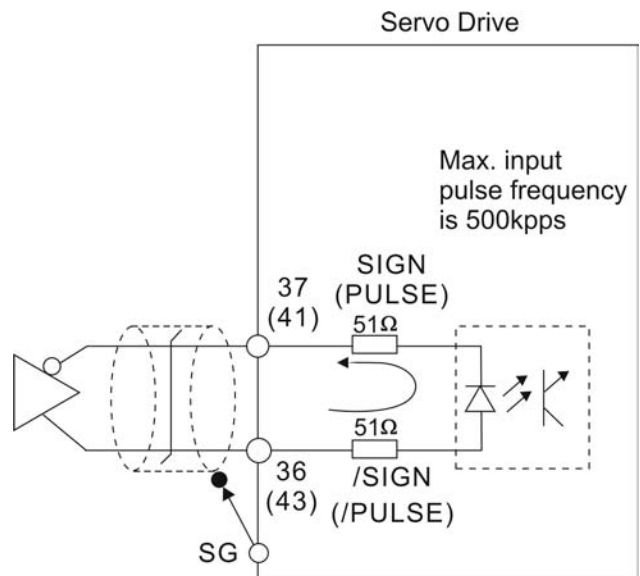 Servo Drive
Max. input
pulse frequency
is 500kpps
37
(41)
SIGN
(PULSE)
51Ω
51Ω
36
(43)
/SIGN
(/PULSE)
SG